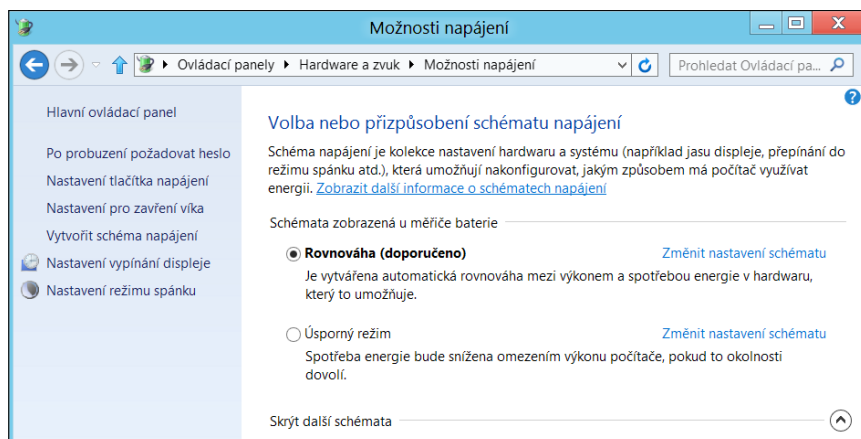 Možnosti napájení
Ovládací panely ▸ Hardware a zvuk ▸ Možnosti napájení
Prohledat Ovládací pa...
Hlavní ovládací panel
Po probuzení požadovat heslo
Nastavení tlačítka napájení
Nastavení pro zavření víka
Vytvořit schéma napájení
Nastavení vypínání displeje
Nastavení režimu spánku
Volba nebo přizpůsobení schématu napájení
Schéma napájení je kolekce nastavení hardwaru a systému (například jasu displeje, přepínání do
režimu spánku atd.), která umožňují nakonfigurovat, jakým způsobem má počítač využívat
energii. Zobrazit další informace o schématech napájení
Schémata zobrazená u měřiče baterie
Rovnováha (doporučeno) Změnit nastavení schématu
Je vytvářena automatická rovnováha mezi výkonem a spotřebou energie v hardwaru,
který to umožňuje.
Úsporný režim Změnit nastavení schématu
Spotřeba energie bude snížena omezením výkonu počítače, pokud to okolnosti
dovolí.
Skrýt další schémata